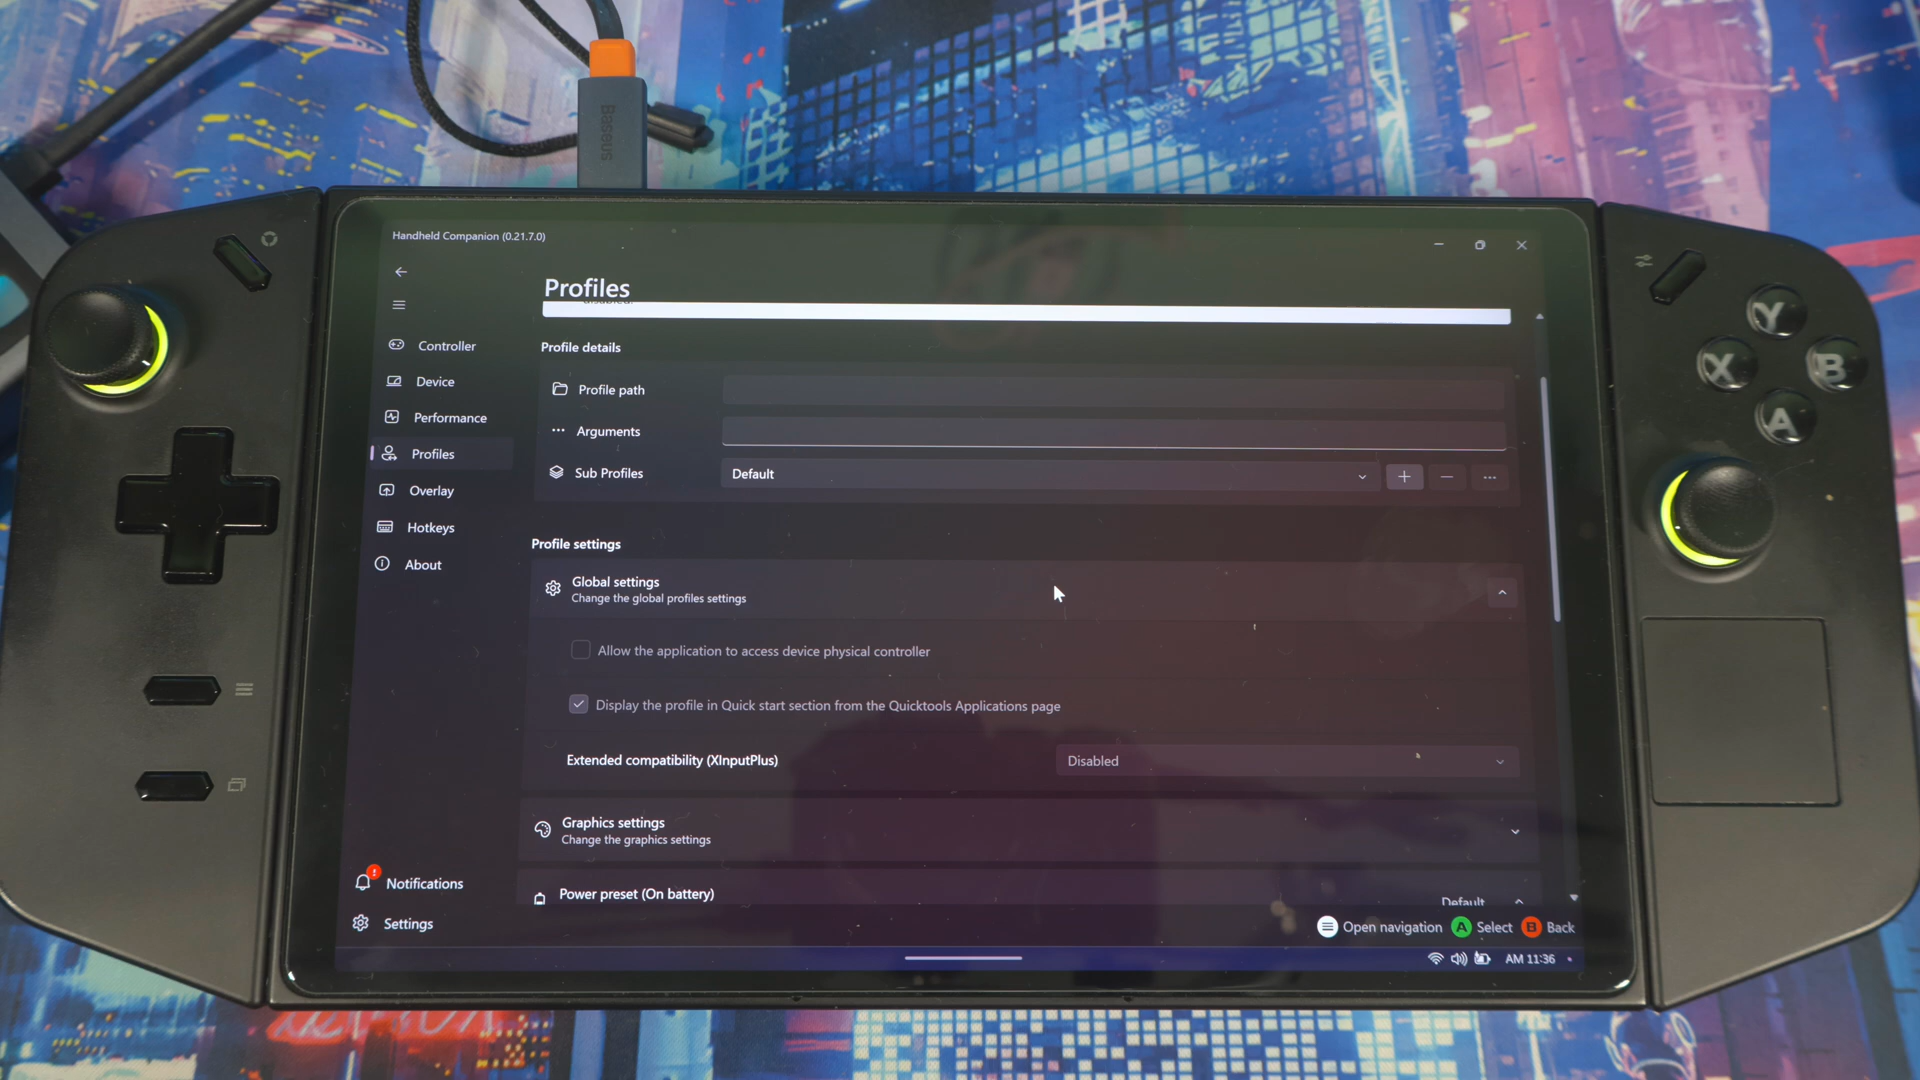 Baseus
Handheld Companion (0.21.7.0)
Profiles
Controller
Device
Performance
Profiles
Overlay
Hotkeys
About
Notifications
Settings
Profile details
Profile path
Arguments
Sub Profiles
Default
Profile settings
Global settings
Change the global profiles settings
Allow the application to access device physical controller
Display the profile in Quick start section from the Quicktools Applications page
Extended compatibility (XInputPlus)
Disabled
Graphics settings
Change the graphics settings
Power preset (On battery)
Default
Open navigation
A Select
B Back
AM 11:36
Y
X
B
A